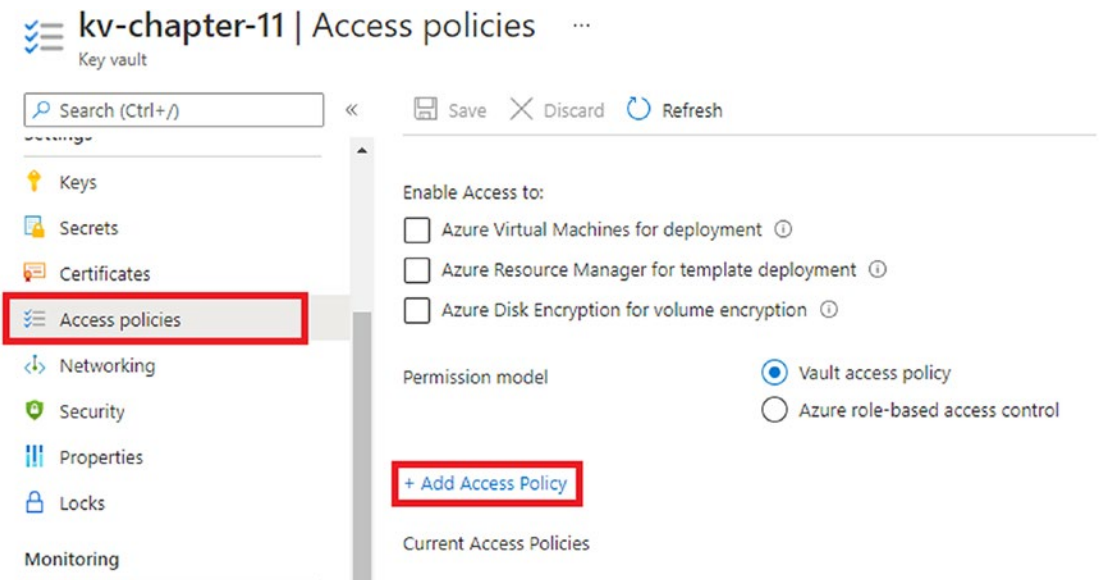 kv-chapter-11 | Access policies ...
Key vault
Search (Ctrl+/)
«
Save
Discard
Refresh
Settings
Keys
Secrets
Certificates
Access policies
Networking
Security
Properties
Locks
Monitoring
Enable Access to:
Azure Virtual Machines for deployment
Azure Resource Manager for template deployment
Azure Disk Encryption for volume encryption
Permission model
Vault access policy
Azure role-based access control
+ Add Access Policy
Current Access Policies